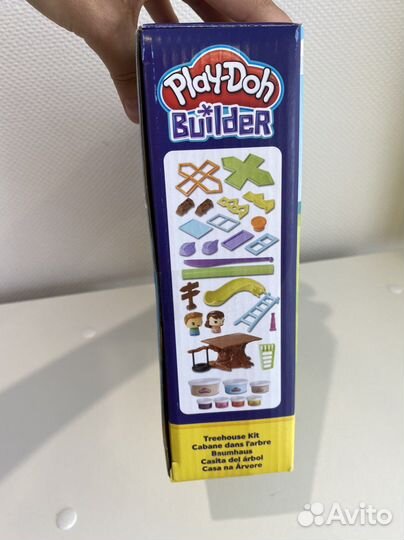 Play-Doh
Builder
Treehouse Kit
Cabane dans l'arbre
Baumhaus
Casita del árbol
Casa na Árvore
Avito